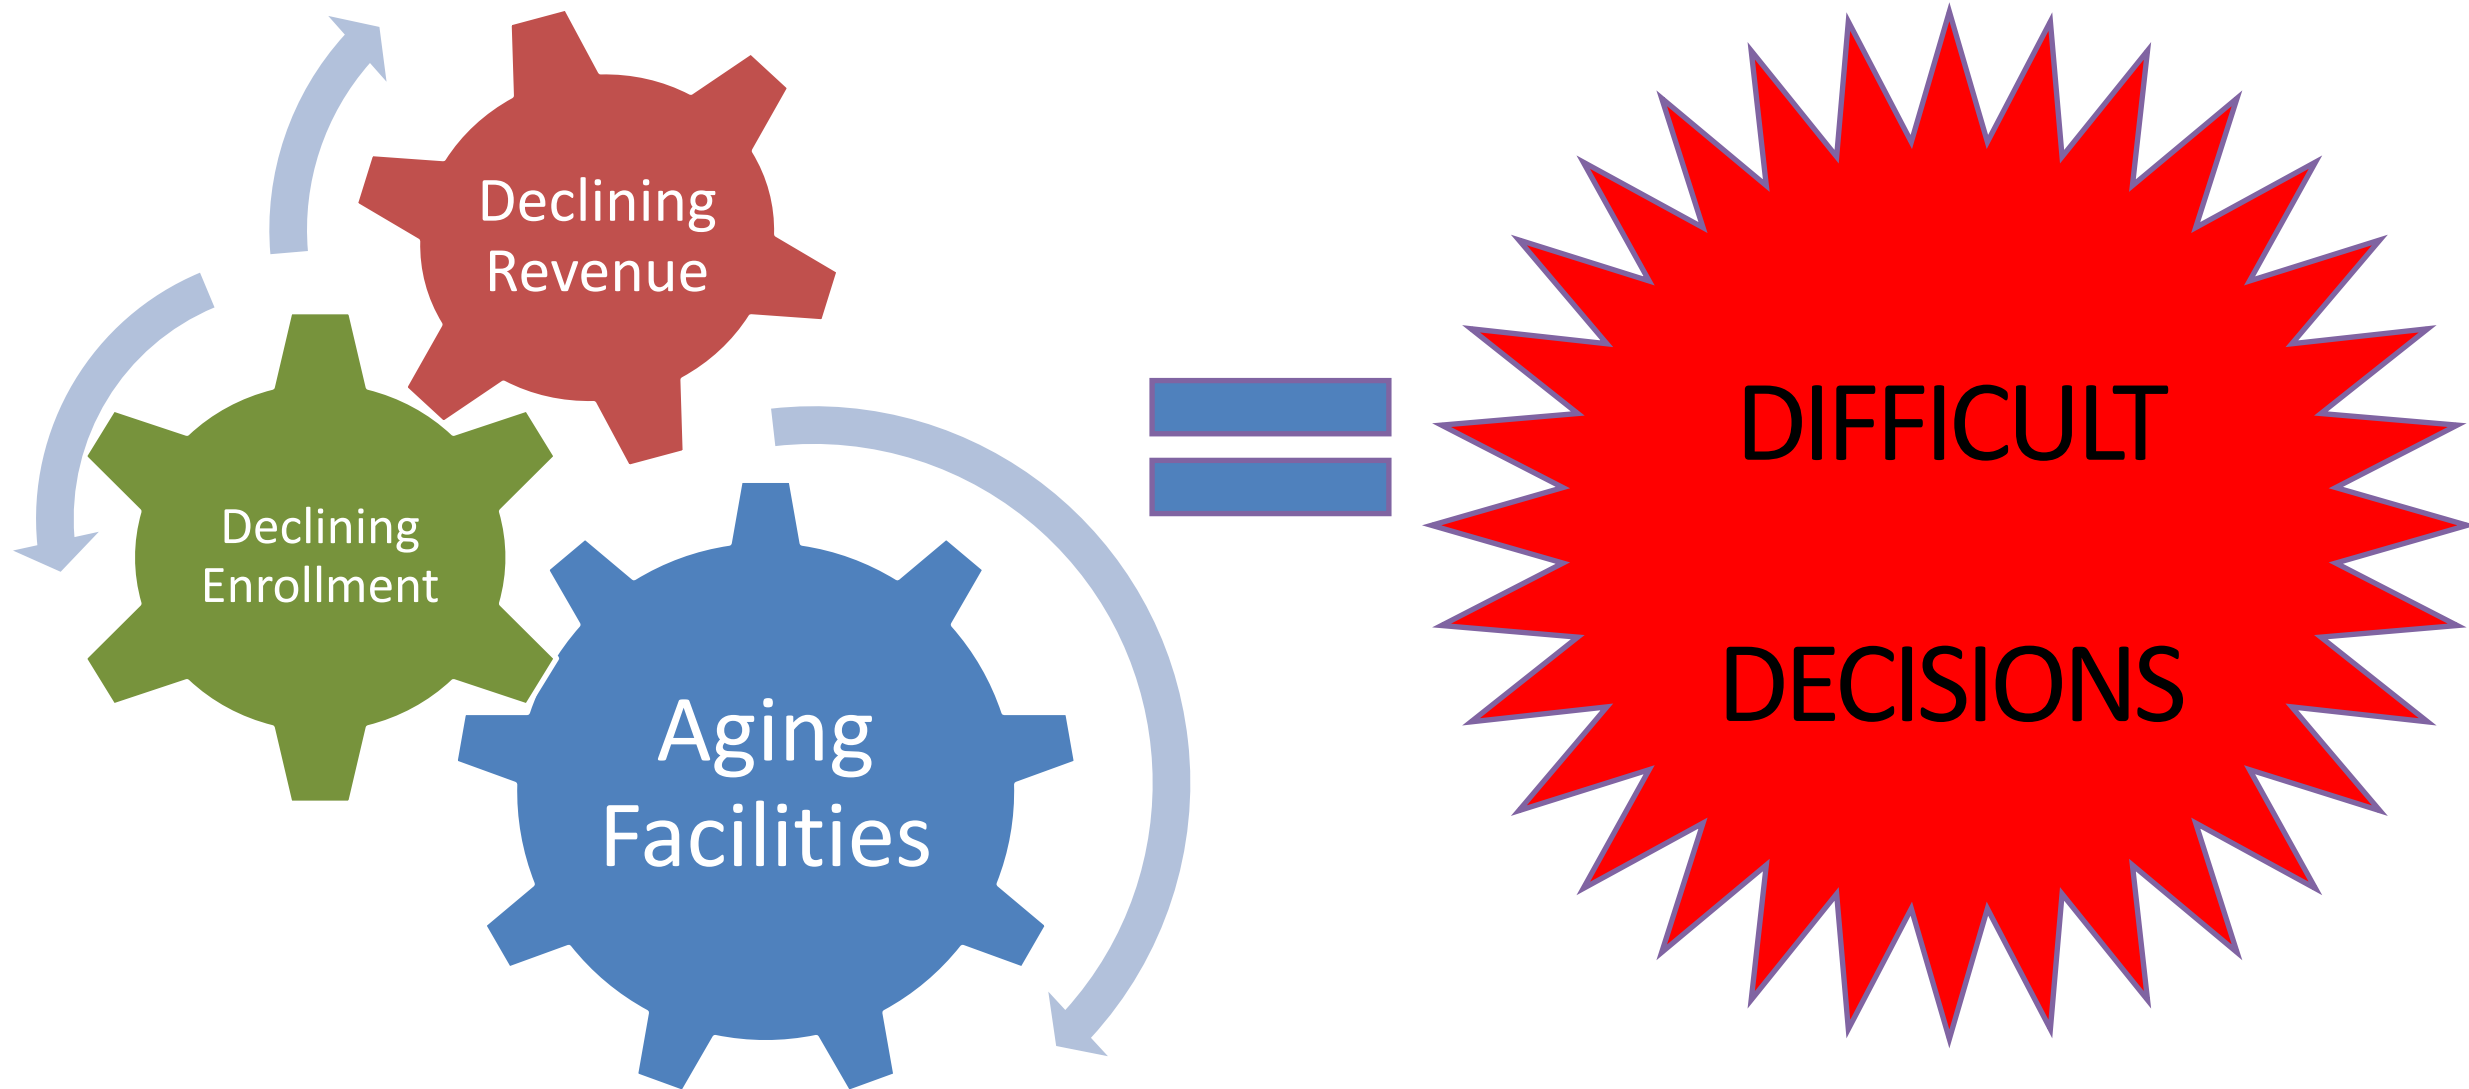 Declining
Revenue
Declining
Enrollment
Aging
Facilities
DIFFICULT
DECISIONS